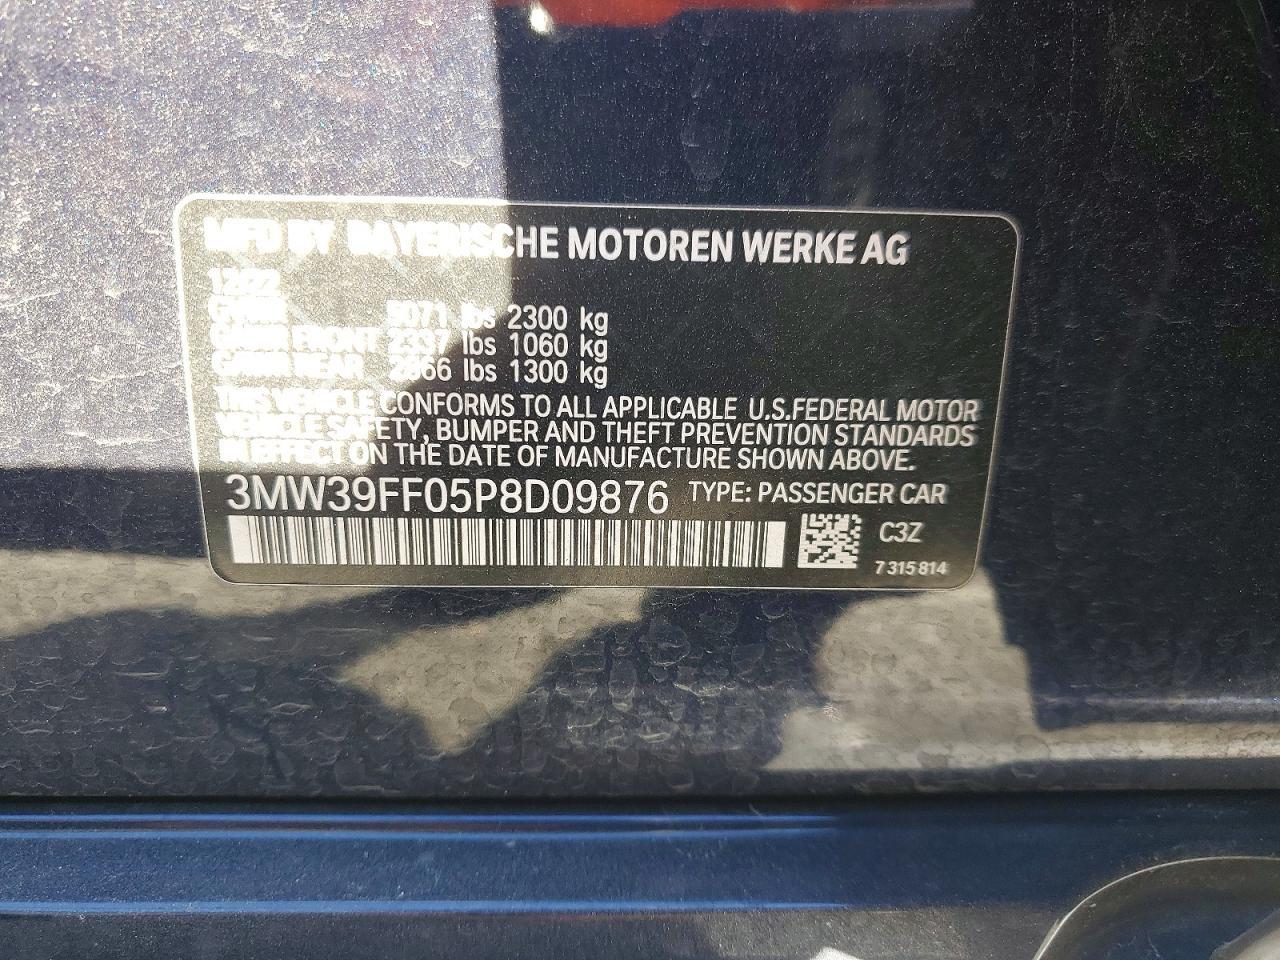 MFD BY BAYERISCHE MOTOREN WERKE AG
12/22
GVWR 5071 lbs 2300 kg
GAWR FRONT 2337 lbs 1060 kg
GAWR REAR 2866 lbs 1300 kg
THIS VEHICLE CONFORMS TO ALL APPLICABLE U.S.FEDERAL MOTOR
VEHICLE SAFETY, BUMPER AND THEFT PREVENTION STANDARDS
IN EFFECT ON THE DATE OF MANUFACTURE SHOWN ABOVE.
3MW39FF05P8D09876 TYPE: PASSENGER CAR
C3Z
7 315 814